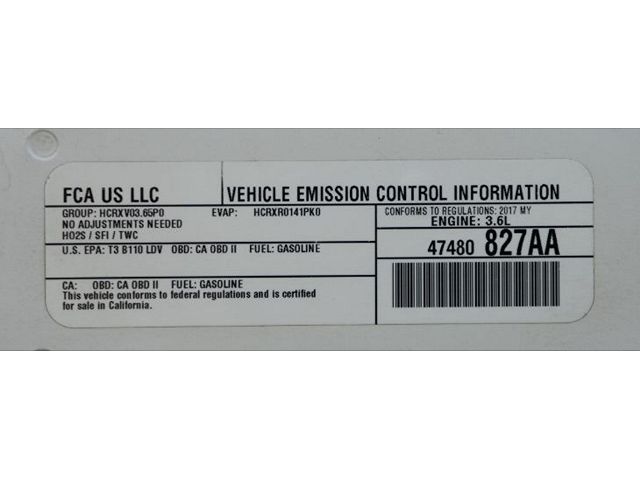 FCA US LLC
VEHICLE EMISSION CONTROL INFORMATION
GROUP: HCRXV03.65P0 EVAP: HCRXR0141PK0
NO ADJUSTMENTS NEEDED
HO2S / SFI / TWC
CONFORMS TO REGULATIONS: 2017 MY
ENGINE: 3.6L
U.S. EPA: T3 B110 LDV OBD: CA OBD II FUEL: GASOLINE
47480 827AA
CA: OBD: CA OBD II FUEL: GASOLINE
This vehicle conforms to federal regulations and is certified
for sale in California.